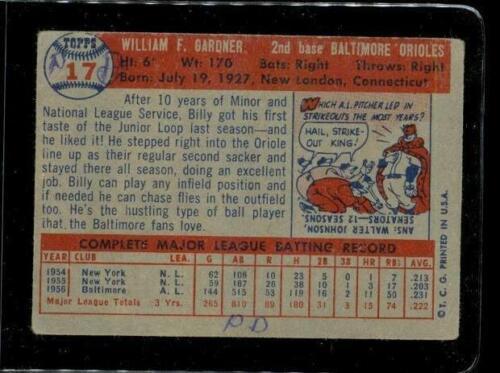 TOPPS
17
WILLIAM F. GARDNER 2nd base BALTIMORE ORIOLES
Ht: 6' Wt: 170 Bats: Right Throws: Right
Born: July 19, 1927, New London, Connecticut
After 10 years of Minor and
National League Service, Billy got his first
taste of the Junior Loop last season—and
he liked it! He stepped right into the Oriole
line up as their regular second sacker and
stayed there all season, doing an excellent
job. Billy can play any infield position and
if needed he can chase flies in the outfield
too. He's the hustling type of ball player
that the Baltimore fans love.
WHICH A.L. PITCHER LED IN
STRIKEOUTS THE MOST YEARS?
HAIL, STRIKE-
OUT KING!
ANS: WALTER JOHNSON,
SENATORS-12 SEASONS.
COMPLETE MAJOR LEAGUE BATTING RECORD
YEAR CLUB LEA. G AB R H 2B 3B HR RBI AVG.
1954 New York N.L. 62 108 10 23 5 0 1 7 .213
1955 New York N.L. 59 187 26 38 10 1 3 17 .203
1956 Baltimore A.L. 144 515 53 119 16 2 11 50 .231
Major League Totals 3 Yrs. 265 810 89 180 31 3 15 74 .222
© T. C. G. PRINTED IN U.S.A.
PD